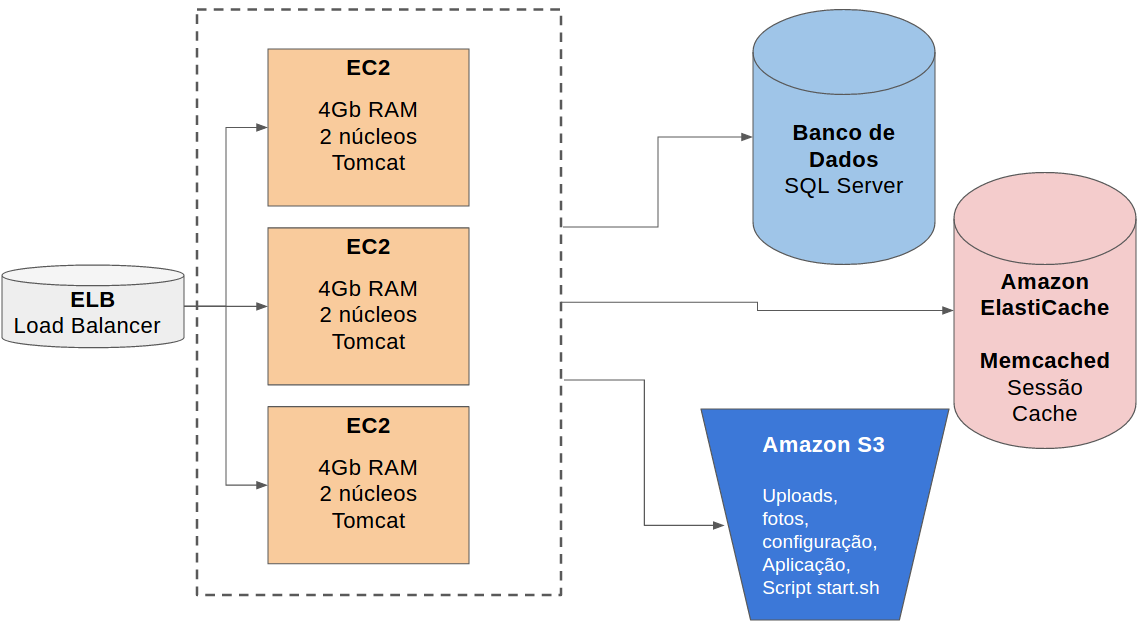 ELB
Load Balancer
EC2
4Gb RAM
2 núcleos
Tomcat
EC2
4Gb RAM
2 núcleos
Tomcat
EC2
4Gb RAM
2 núcleos
Tomcat
Banco de
Dados
SQL Server
Amazon
ElastiCache
Memcached
Sessão
Cache
Amazon S3
Uploads,
fotos,
configuração,
Aplicação,
Script start.sh